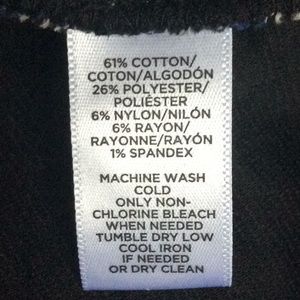 61% COTTON/
COTON/ALGODÓN
26% POLYESTER/
POLIÉSTER
6% NYLON/NILÓN
6% RAYON/
RAYONNE/RAYÓN
1% SPANDEX
MACHINE WASH
COLD
ONLY NON-
CHLORINE BLEACH
WHEN NEEDED
TUMBLE DRY LOW
COOL IRON
IF NEEDED
OR DRY CLEAN